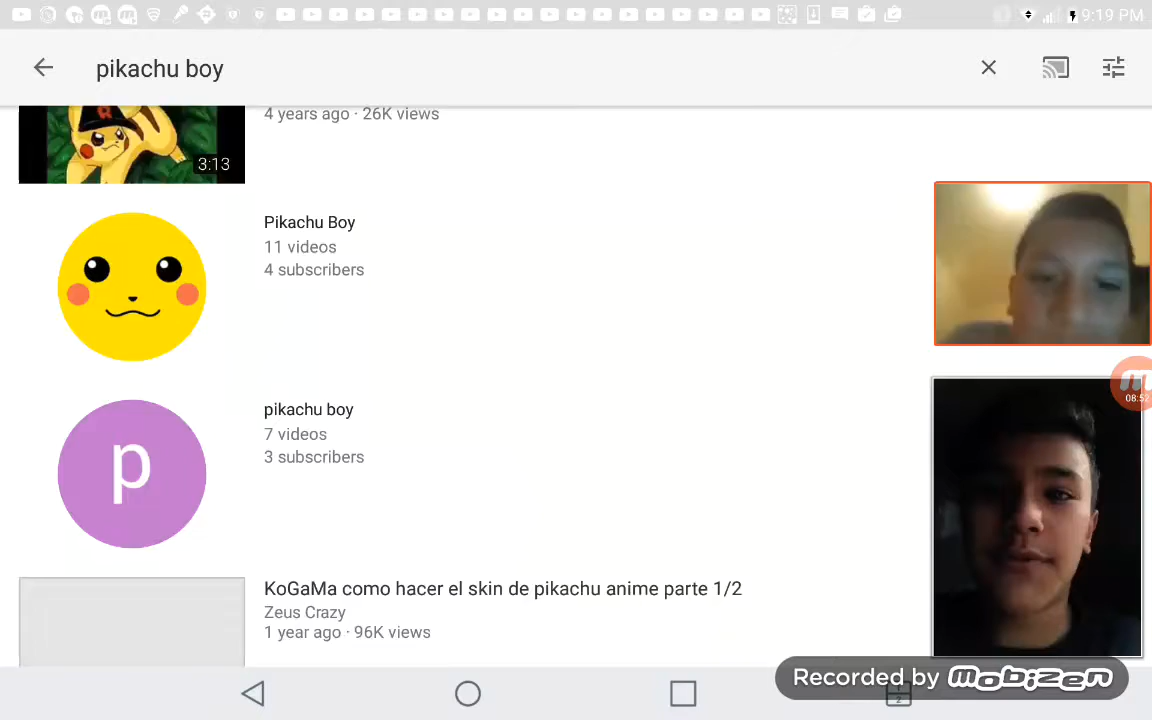 9:19 PM
pikachu boy
4 years ago · 26K views
3:13
Pikachu Boy
11 videos
4 subscribers
08:52
p
pikachu boy
7 videos
3 subscribers
KoGaMa como hacer el skin de pikachu anime parte 1/2
Zeus Crazy
1 year ago · 96K views
Recorded by mobizen